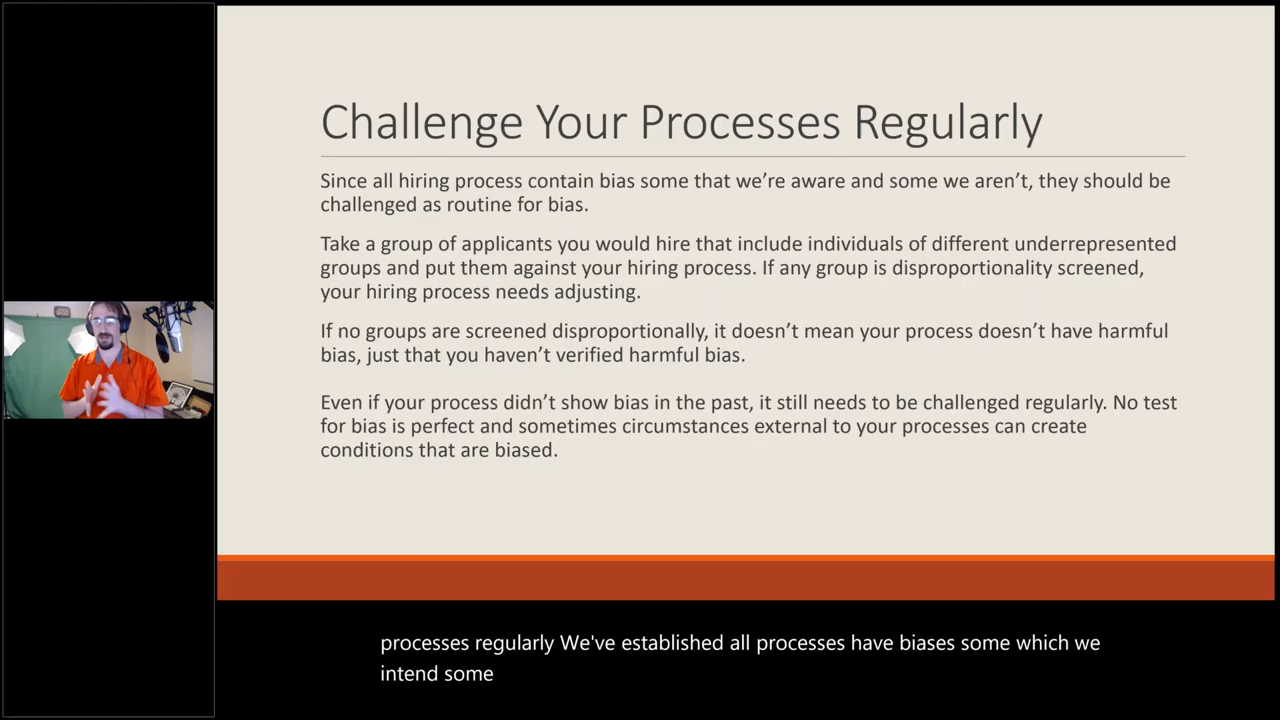 Challenge Your Processes Regularly
Since all hiring process contain bias some that we're aware and some we aren't, they should be
challenged as routine for bias.
Take a group of applicants you would hire that include individuals of different underrepresented
groups and put them against your hiring process. If any group is disproportionality screened,
your hiring process needs adjusting.
If no groups are screened disproportionally, it doesn't mean your process doesn't have harmful
bias, just that you haven't verified harmful bias.
Even if your process didn't show bias in the past, it still needs to be challenged regularly. No test
for bias is perfect and sometimes circumstances external to your processes can create
conditions that are biased.
processes regularly We've established all processes have biases some which we
intend some